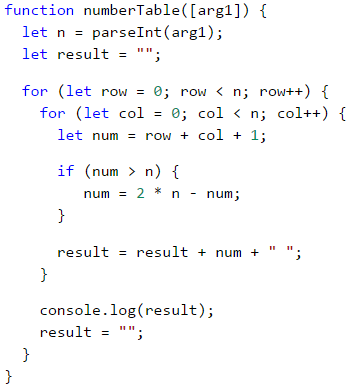 function numberTable([arg1]) {
  let n = parseInt(arg1);
  let result = "";

  for (let row = 0; row < n; row++) {
    for (let col = 0; col < n; col++) {
      let num = row + col + 1;

      if (num > n) {
         num = 2 * n - num;
      }

      result = result + num + " ";
    }

    console.log(result);
    result = "";
  }
}